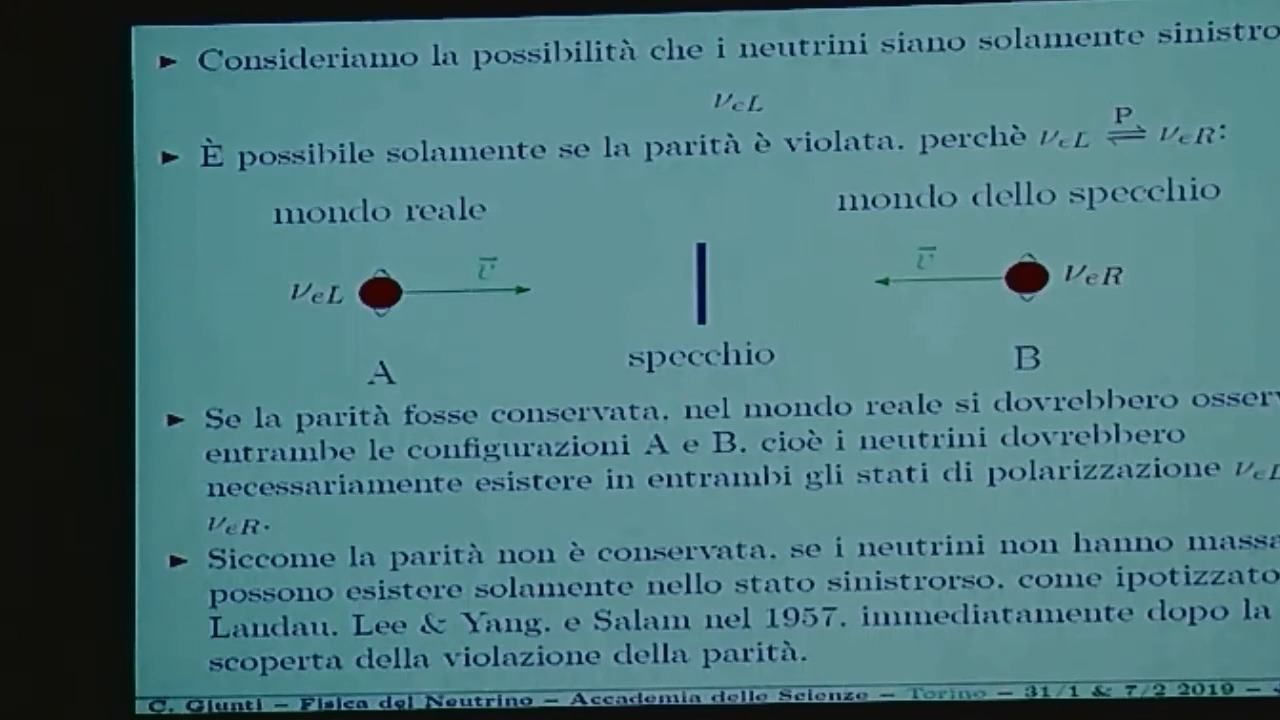 ► Consideriamo la possibilità che i neutrini siano solamente
νeL
► È possibile solamente se la parità è violata, perchè νeL ⇌ νeR:
P
mondo reale
mondo dello specchio
νeL
v⃗
v⃗
νeR
A
specchio
B
► Se la parità fosse conservata, nel mondo reale si dovrebbero
entrambe le configurazioni A e B, cioè i neutrini dovrebbero
necessariamente esistere in entrambi gli stati di polarizzazione νeL
νeR.
► Siccome la parità non è conservata, se i neutrini non hanno massa
possono esistere solamente nello stato sinistrorso, come ipotizzato
Landau, Lee & Yang, e Salam nel 1957, immediatamente dopo la
scoperta della violazione della parità.
C. Giunti – Fisica del Neutrino – Accademia delle Scienze – Torino – 31/1 & 7/2 2019 –